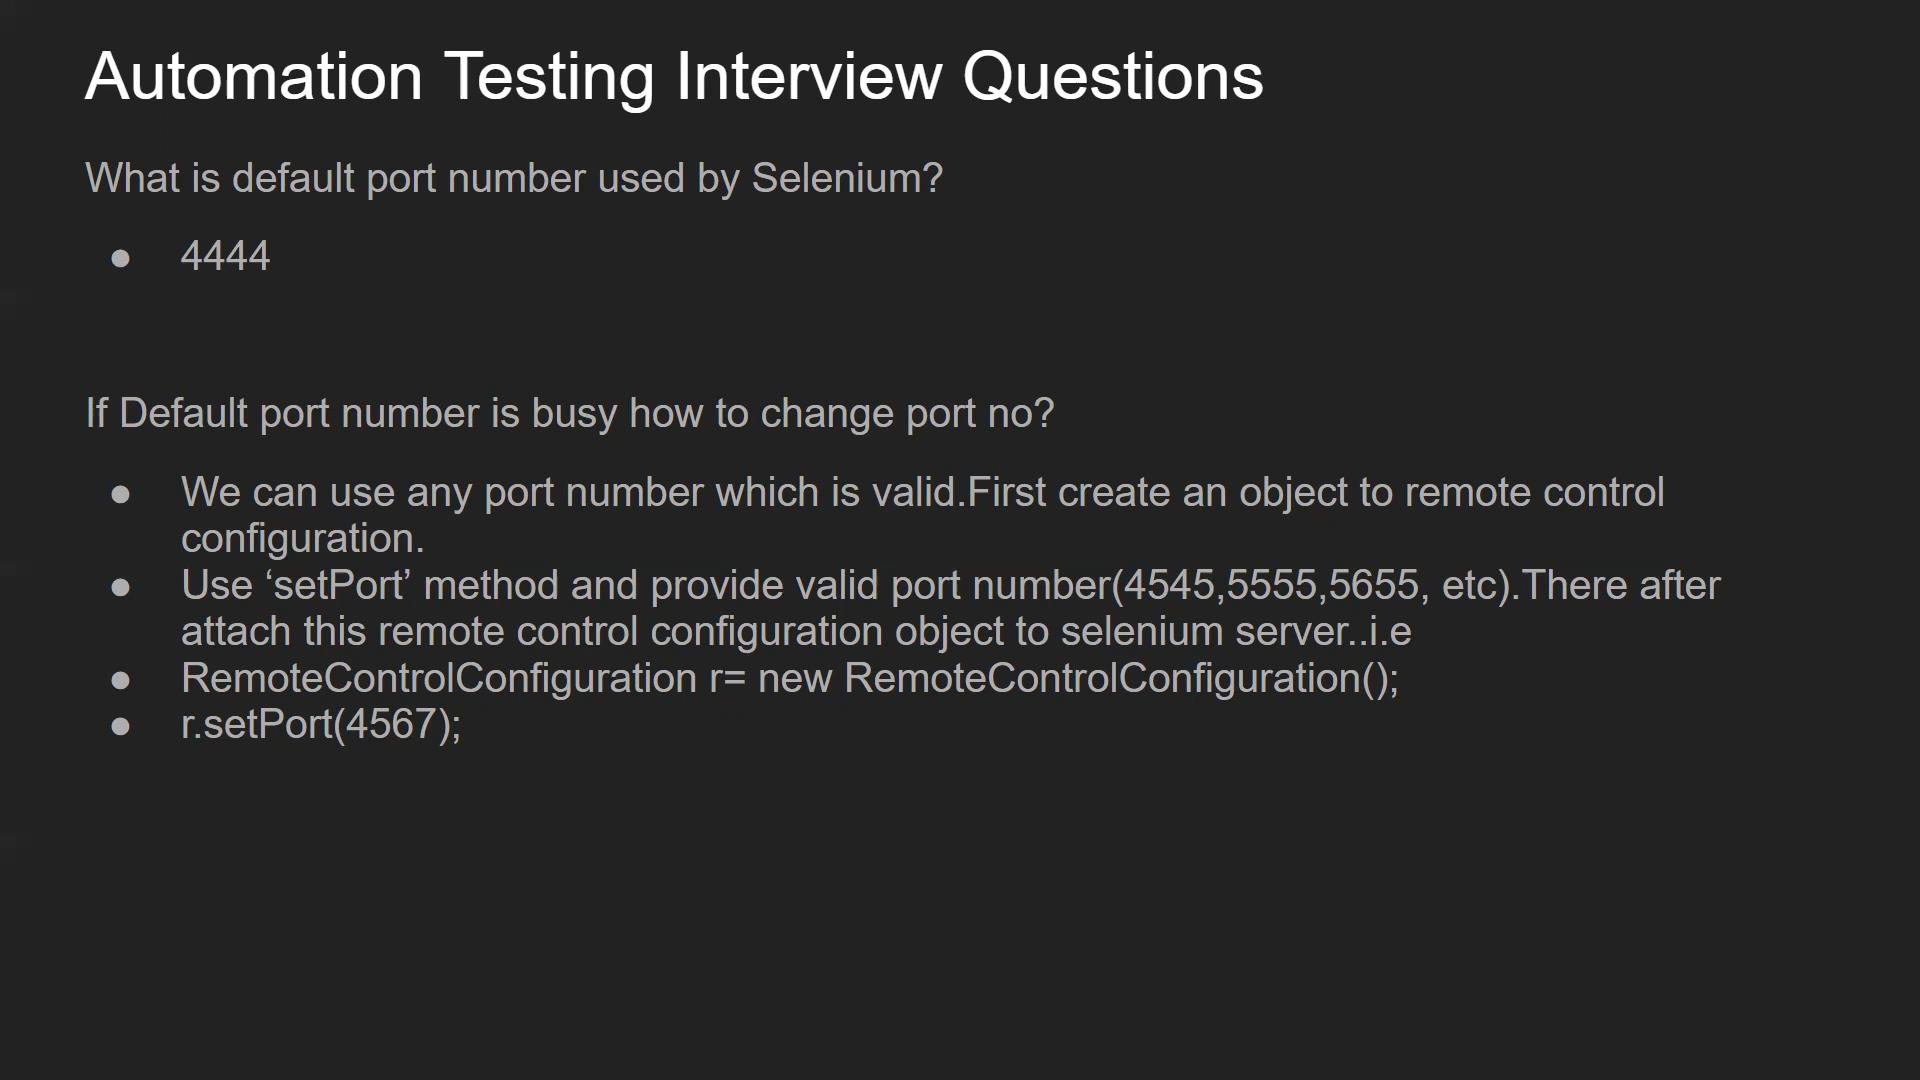 Automation Testing Interview Questions
What is default port number used by Selenium?
● 4444
If Default port number is busy how to change port no?
● We can use any port number which is valid.First create an object to remote control
configuration.
● Use ‘setPort’ method and provide valid port number(4545,5555,5655, etc).There after
attach this remote control configuration object to selenium server..i.e
● RemoteControlConfiguration r= new RemoteControlConfiguration();
● r.setPort(4567);